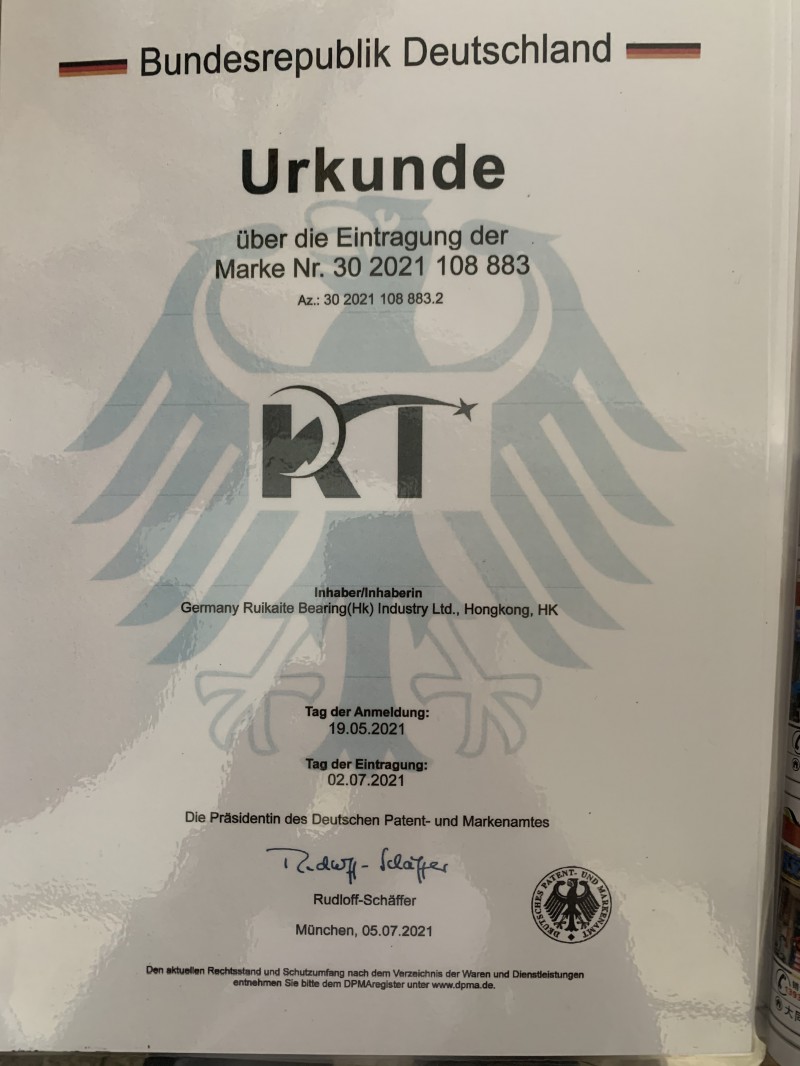 Bundesrepublik Deutschland
Urkunde
über die Eintragung der
Marke Nr. 30 2021 108 883
Az.: 30 2021 108 883.2
RT
Inhaber/Inhaberin
Germany Ruikaite Bearing(Hk) Industry Ltd., Hongkong, HK
Tag der Anmeldung:
19.05.2021
Tag der Eintragung:
02.07.2021
Die Präsidentin des Deutschen Patent- und Markenamtes
Rudloff-Schäffer
Rudloff-Schäffer
München, 05.07.2021
DEUTSCHES PATENT- UND MARKENAMT
Den aktuellen Rechtsstand und Schutzumfang nach dem Verzeichnis der Waren und Dienstleistungen
entnehmen Sie bitte dem DPMAregister unter www.dpma.de.